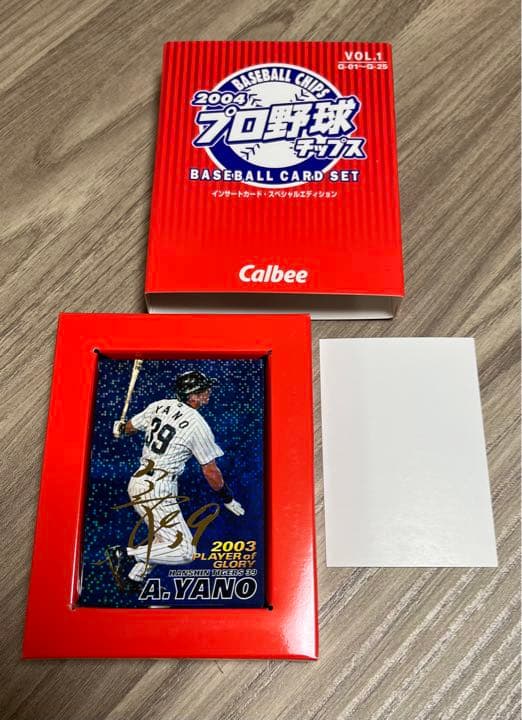 VOL.1
G-01~G-25
BASEBALL CHIPS
2004
プロ野球
チップス
BASEBALL CARD SET
インサートカード・スペシャルエディション
Calbee
YANO
39
2003
PLAYER of
GLORY
HANSHIN TIGERS 39
A.YANO